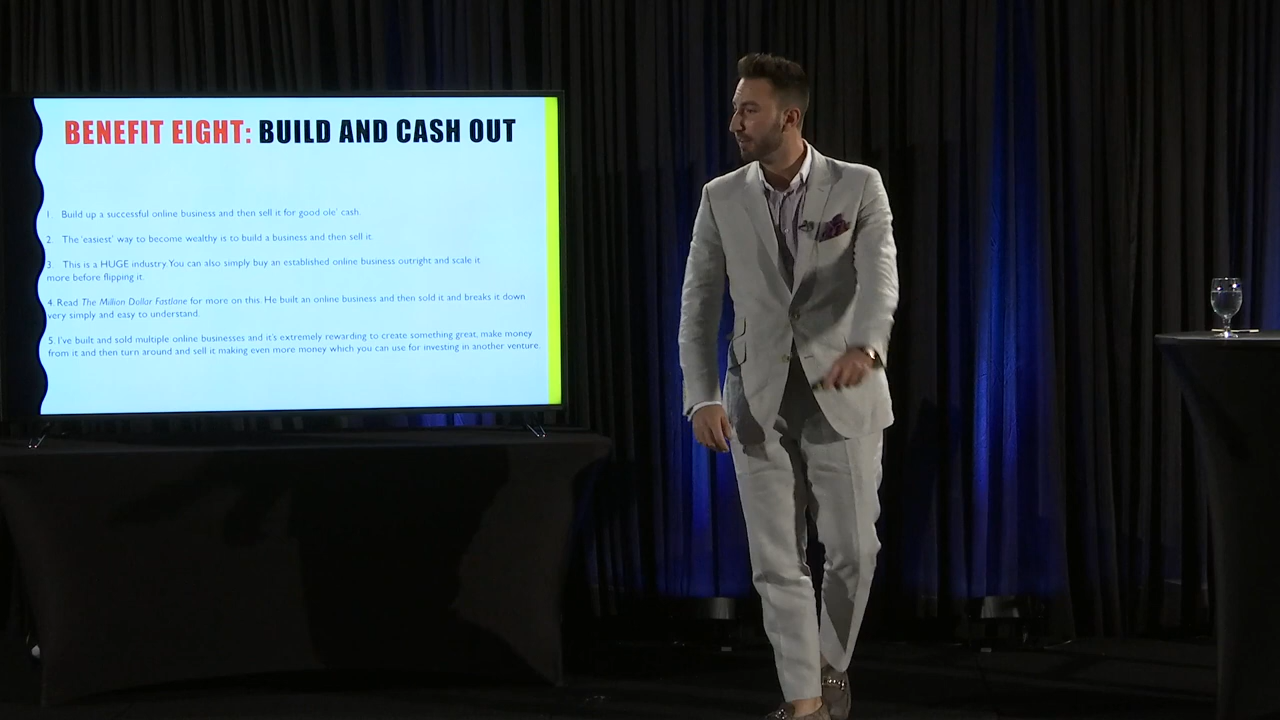 BENEFIT EIGHT: BUILD AND CASH OUT
1. Build up a successful online business and then sell it for good ole' cash.
2. The 'easiest' way to become wealthy is to build a business and then sell it.
3. This is a HUGE industry. You can also simply buy an established online business outright and scale it
more before flipping it.
4. Read The Million Dollar Fastlane for more on this. He built an online business and then sold it and breaks it down
very simply and easy to understand.
5. I've built and sold multiple online businesses and it's extremely rewarding to create something great, make money
from it and then turn around and sell it making even more money which you can use for investing in another venture.